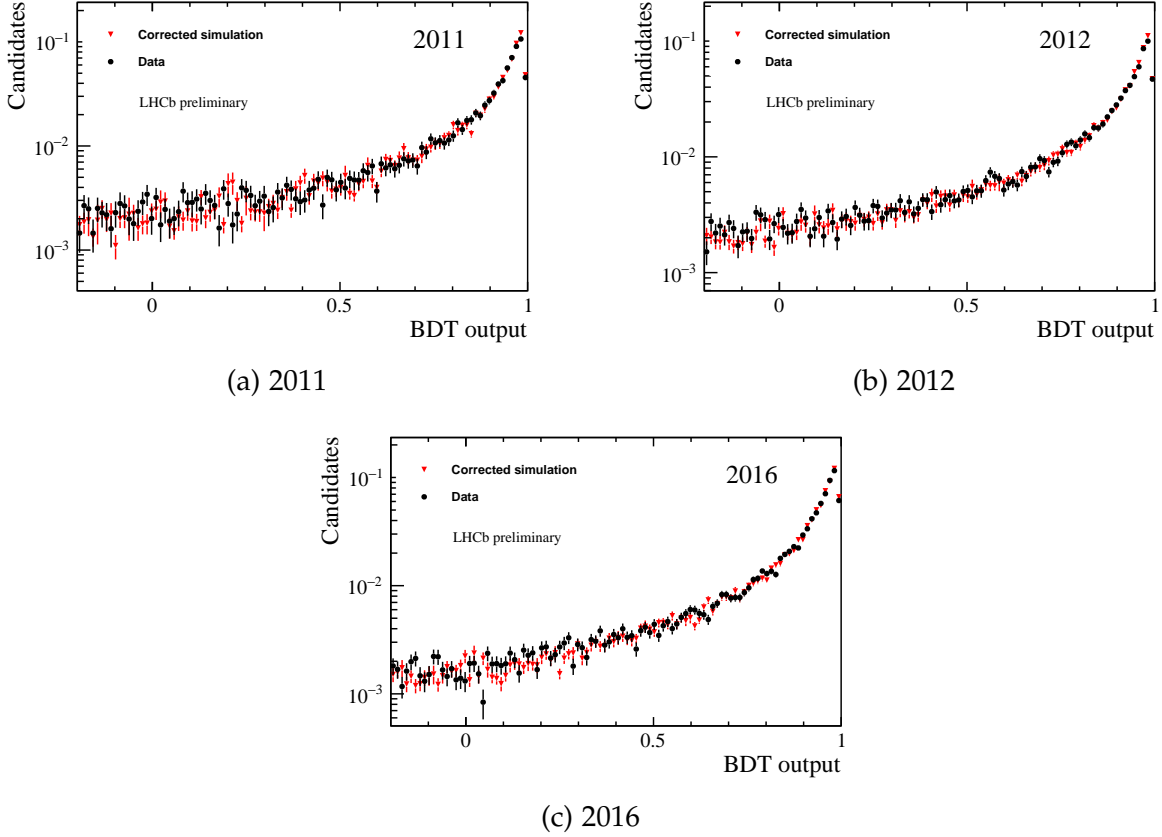 Candidates
10⁻¹
10⁻²
10⁻³
Corrected simulation
Data
LHCb preliminary
2011
0
0.5
1
BDT output
(a) 2011
Candidates
10⁻¹
10⁻²
10⁻³
Corrected simulation
Data
LHCb preliminary
2012
0
0.5
1
BDT output
(b) 2012
Candidates
10⁻¹
10⁻²
10⁻³
Corrected simulation
Data
LHCb preliminary
2016
0
0.5
1
BDT output
(c) 2016